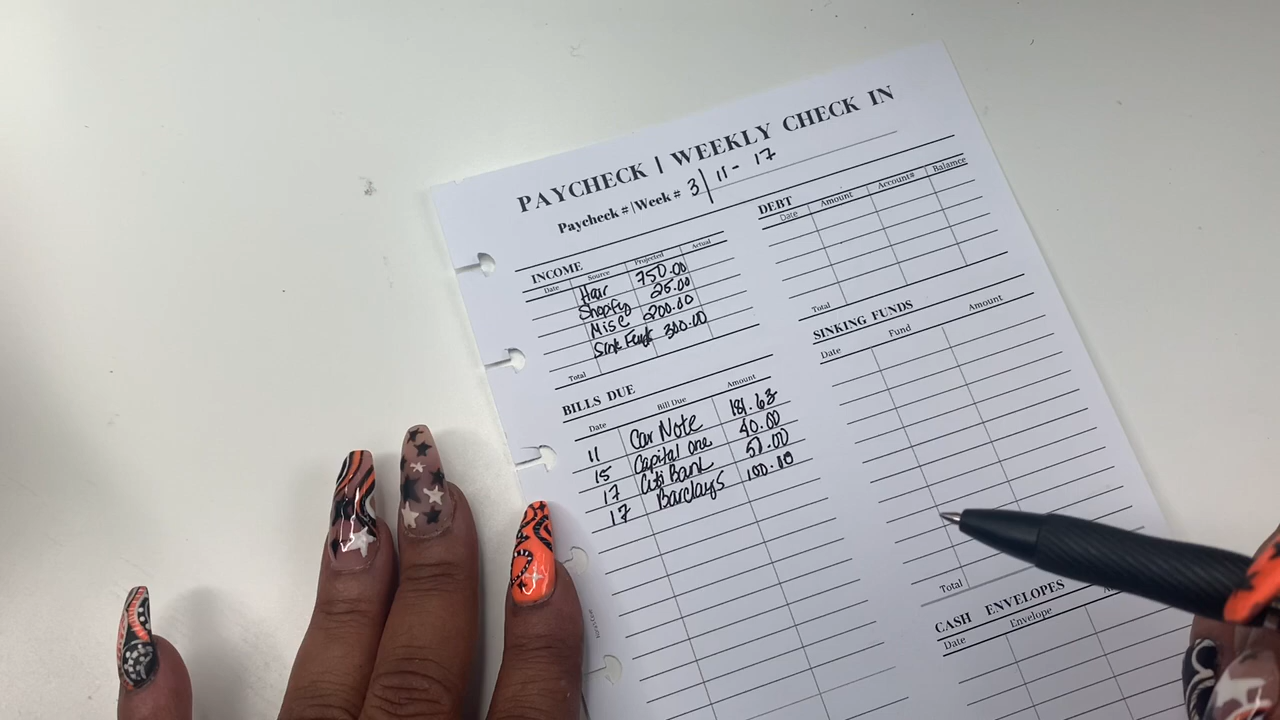 PAYCHECK | WEEKLY CHECK IN
Paycheck # |Week # 3/ 11 - 17
INCOME
Date Source Projected Actual
Hair 750.00
Shopfy 25.00
Misc 200.00
Sink Fund 300.00
Total
BILLS DUE
Date Bill Due Amount
11 Car Note 181.63
15 Capital One 40.00
17 Citi Bank 50.00
17 Barclays 100.00
DEBT
Date Amount Account# Balance
Total
SINKING FUNDS
Date Fund Amount
Total
CASH ENVELOPES
Date Envelope